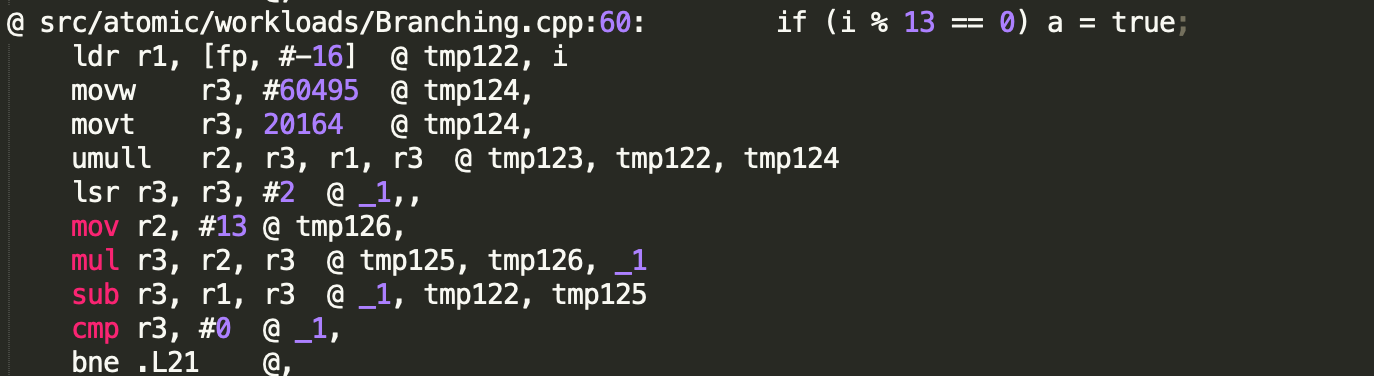 @ src/atomic/workloads/Branching.cpp:60:        if (i % 13 == 0) a = true;
    ldr r1, [fp, #-16]  @ tmp122, i
    movw    r3, #60495  @ tmp124,
    movt    r3, 20164   @ tmp124,
    umull   r2, r3, r1, r3  @ tmp123, tmp122, tmp124
    lsr r3, r3, #2  @ _1,,
    mov r2, #13 @ tmp126,
    mul r3, r2, r3  @ tmp125, tmp126, _1
    sub r3, r1, r3  @ _1, tmp122, tmp125
    cmp r3, #0  @ _1,
    bne .L21    @,